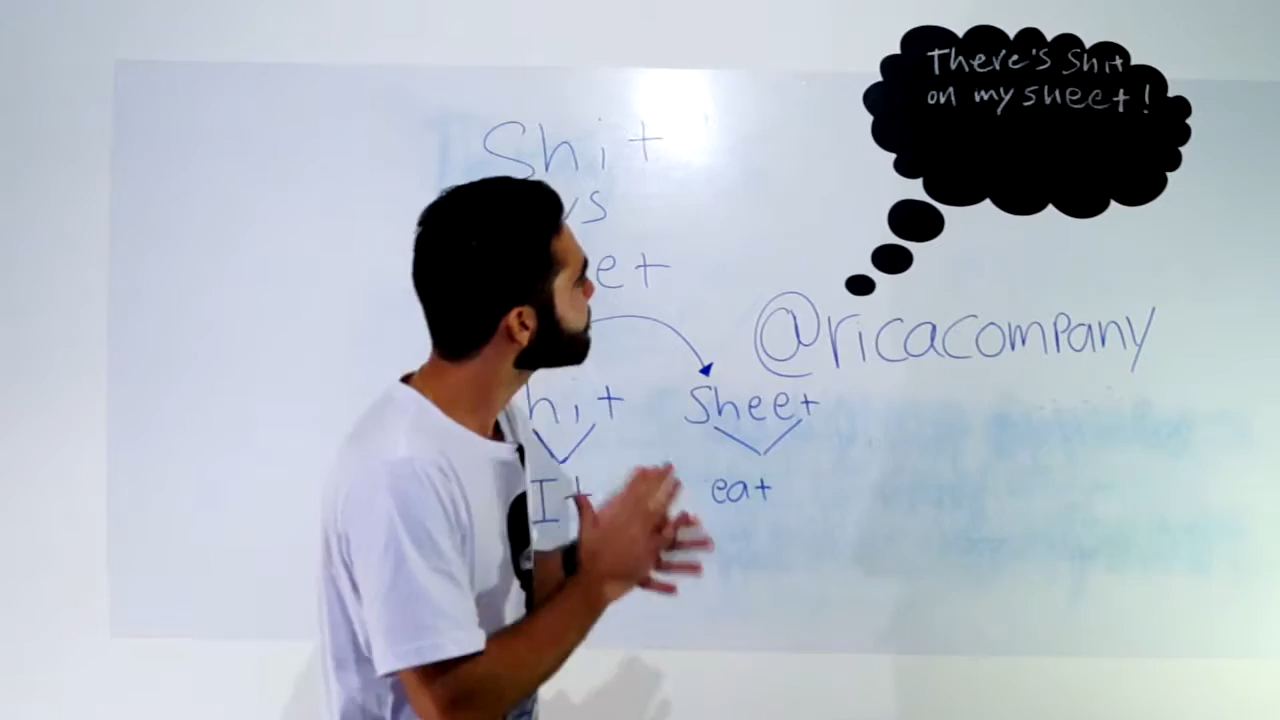 There's Shit
on my sheet!
Shit
vs
et
@ricacompany
hit
Sheet
It
eat